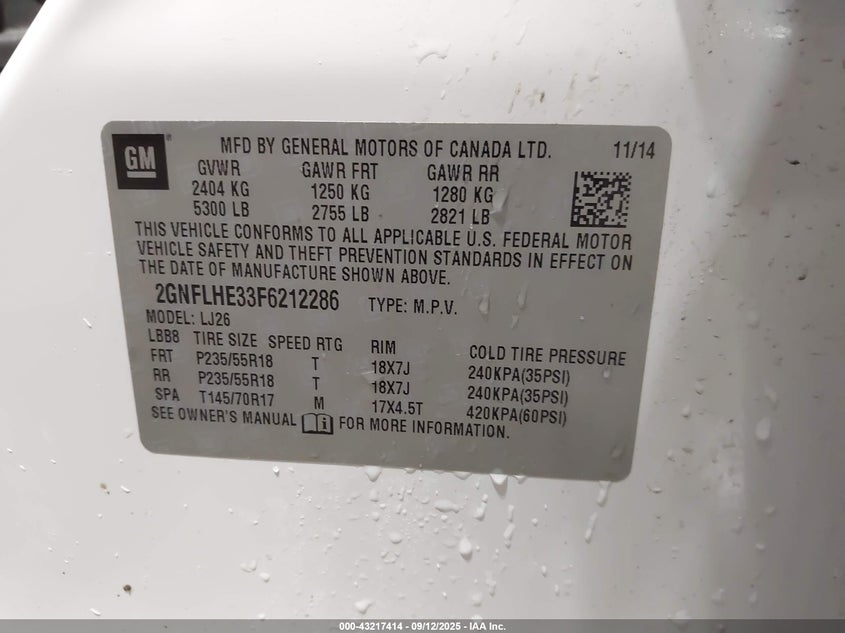 GM ® MFD BY GENERAL MOTORS OF CANADA LTD. 11/14
GVWR GAWR FRT GAWR RR
2404 KG 1250 KG 1280 KG
5300 LB 2755 LB 2821 LB
THIS VEHICLE CONFORMS TO ALL APPLICABLE U.S. FEDERAL MOTOR
VEHICLE SAFETY AND THEFT PREVENTION STANDARDS IN EFFECT ON
THE DATE OF MANUFACTURE SHOWN ABOVE.
2GNFLHE33F6212286 TYPE: M.P.V.
MODEL: LJ26
LBB8 TIRE SIZE SPEED RTG RIM COLD TIRE PRESSURE
FRT P235/55R18 T 18X7J 240KPA(35PSI)
RR P235/55R18 T 18X7J 240KPA(35PSI)
SPA T145/70R17 M 17X4.5T 420KPA(60PSI)
SEE OWNER'S MANUAL i FOR MORE INFORMATION.
000-43217414 - 09/12/2025 - IAA Inc.